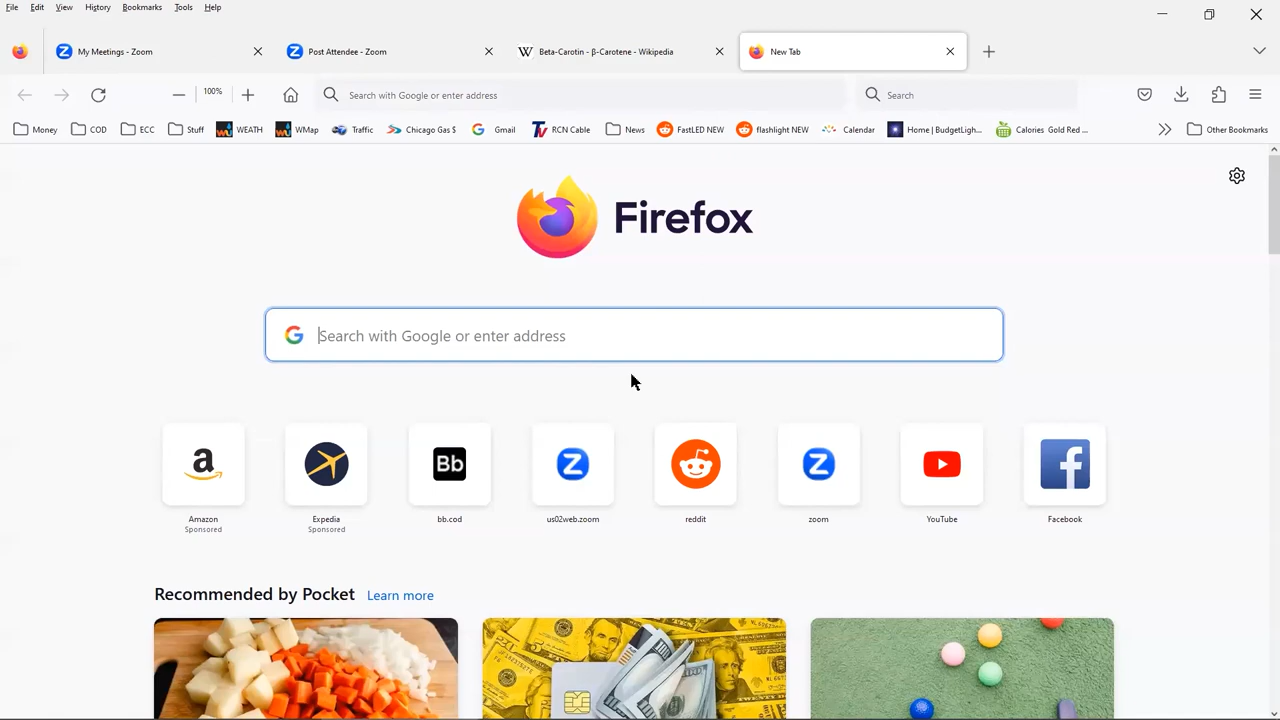 File Edit View History Bookmarks Tools Help
My Meetings - Zoom Post Attendee - Zoom Beta-Carotin - β-Carotene - Wikipedia New Tab
100% Search with Google or enter address Search
Money COD ECC Stuff WEATH WMap Traffic Chicago Gas $ Gmail RCN Cable News FastLED NEW flashlight NEW Calendar Home | BudgetLigh... Calories Gold Red ... Other Bookmarks
Firefox
Search with Google or enter address
Amazon Expedia bb.cod us02web.zoom reddit zoom YouTube Facebook
Sponsored Sponsored
Recommended by Pocket Learn more